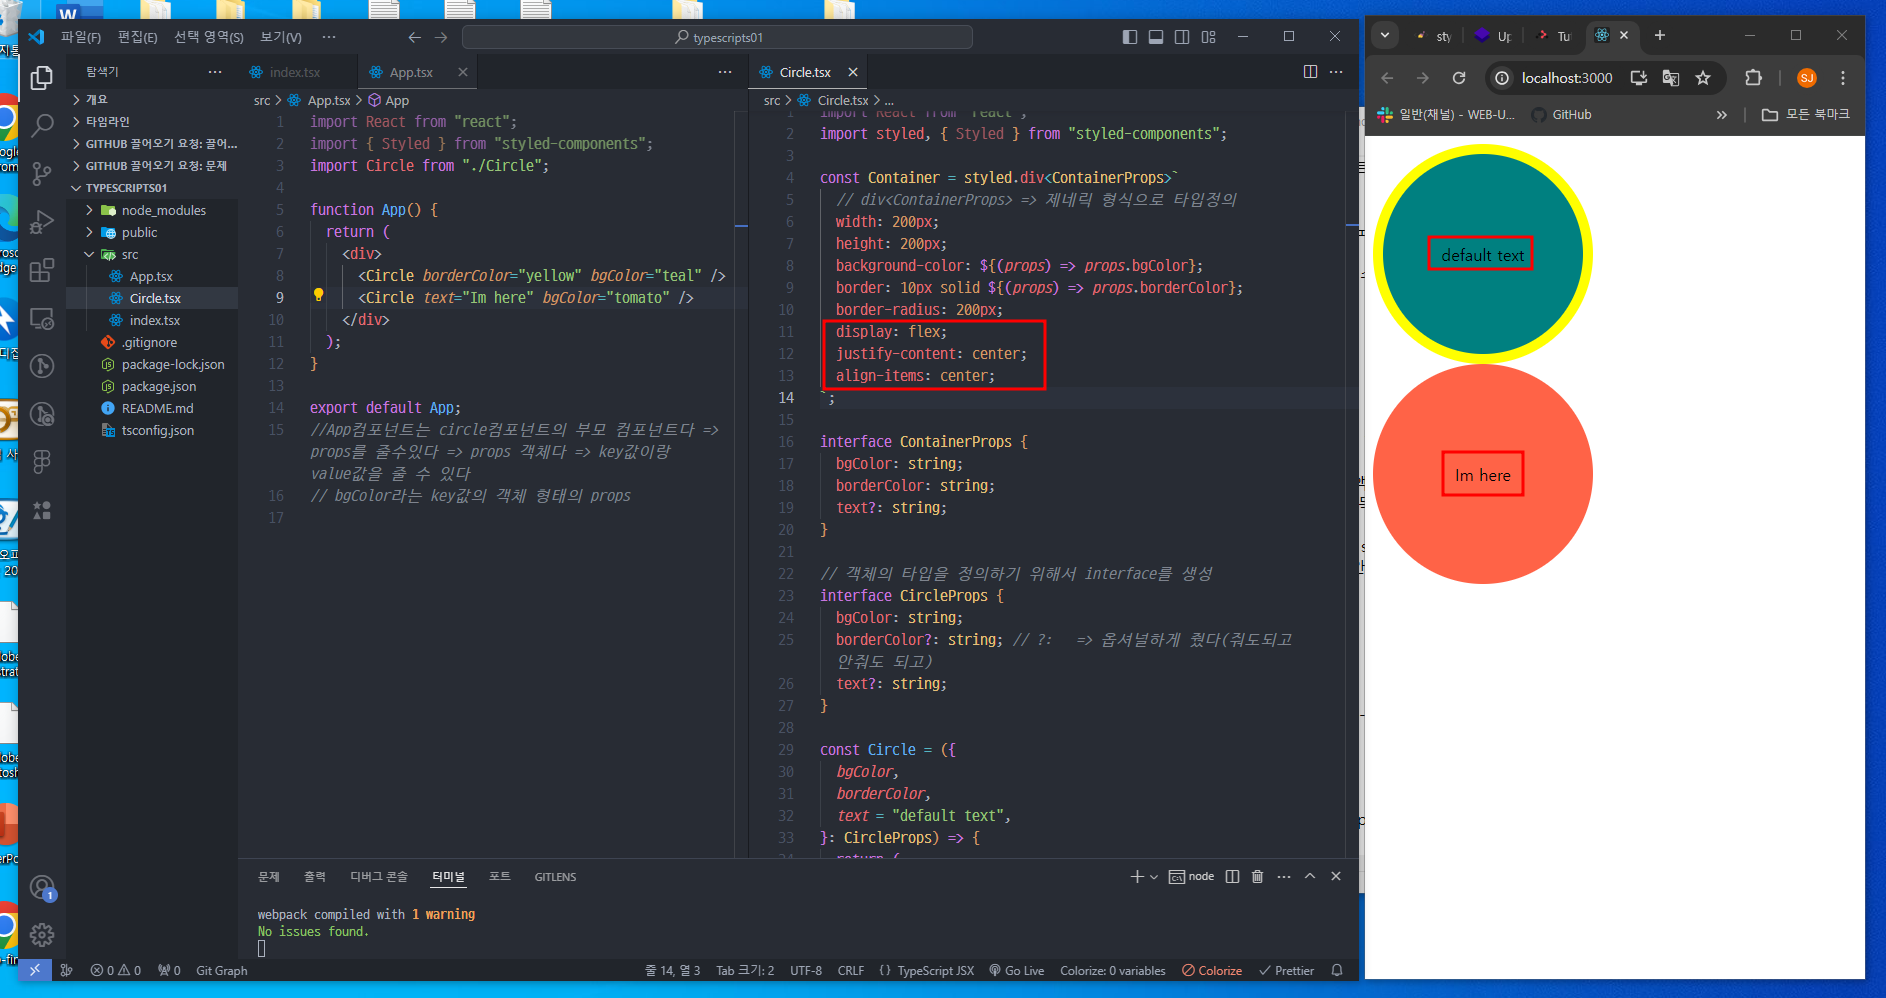 파일(F) 편집(E) 선택 영역(S) 보기(V) ···
typescripts01
탐색기
개요
타임라인
GITHUB 끌어오기 요청: 끌어...
GITHUB 끌어오기 요청: 문제
TYPESCRIPTS01
node_modules
public
src
App.tsx
Circle.tsx
index.tsx
.gitignore
package-lock.json
package.json
README.md
tsconfig.json
index.tsx App.tsx
src > App.tsx > App
1 import React from "react";
2 import { Styled } from "styled-components";
3 import Circle from "./Circle";
4
5 function App() {
6 return (
7 <div>
8 <Circle borderColor="yellow" bgColor="teal" />
9 <Circle text="Im here" bgColor="tomato" />
10 </div>
11 );
12 }
13
14 export default App;
15 //App컴포넌트는 circle컴포넌트의 부모 컴포넌트다 =>
props를 줄수있다 => props 객체다 => key값이랑
value값을 줄 수 있다
16 // bgColor라는 key값의 객체 형태의 props
17
Circle.tsx
src > Circle.tsx > ...
1 import React from "react";
2 import styled, { Styled } from "styled-components";
3
4 const Container = styled.div<ContainerProps>`
5 // div<ContainerProps> => 제네릭 형식으로 타입정의
6 width: 200px;
7 height: 200px;
8 background-color: ${(props) => props.bgColor};
9 border: 10px solid ${(props) => props.borderColor};
10 border-radius: 200px;
11 display: flex;
12 justify-content: center;
13 align-items: center;
14 `;
15
16 interface ContainerProps {
17 bgColor: string;
18 borderColor: string;
19 text?: string;
20 }
21
22 // 객체의 타입을 정의하기 위해서 interface를 생성
23 interface CircleProps {
24 bgColor: string;
25 borderColor?: string; // ?: => 옵셔널하게 줬다(줘도되고
안줘도 되고)
26 text?: string;
27 }
28
29 const Circle = ({
30 bgColor,
31 borderColor,
32 text = "default text",
33 }: CircleProps) => {
34 return (
문제 출력 디버그 콘솔 터미널 포트 GITLENS
node
webpack compiled with 1 warning
No issues found.
1
0 0 0 Git Graph
줄 14, 열 3 Tab 크기: 2 UTF-8 CRLF {} TypeScript JSX Go Live Colorize: 0 variables Colorize Prettier
sty Up Tu
localhost:3000
SJ
일반(채널) - WEB-U... GitHub » 모든 북마크
default text
Im here